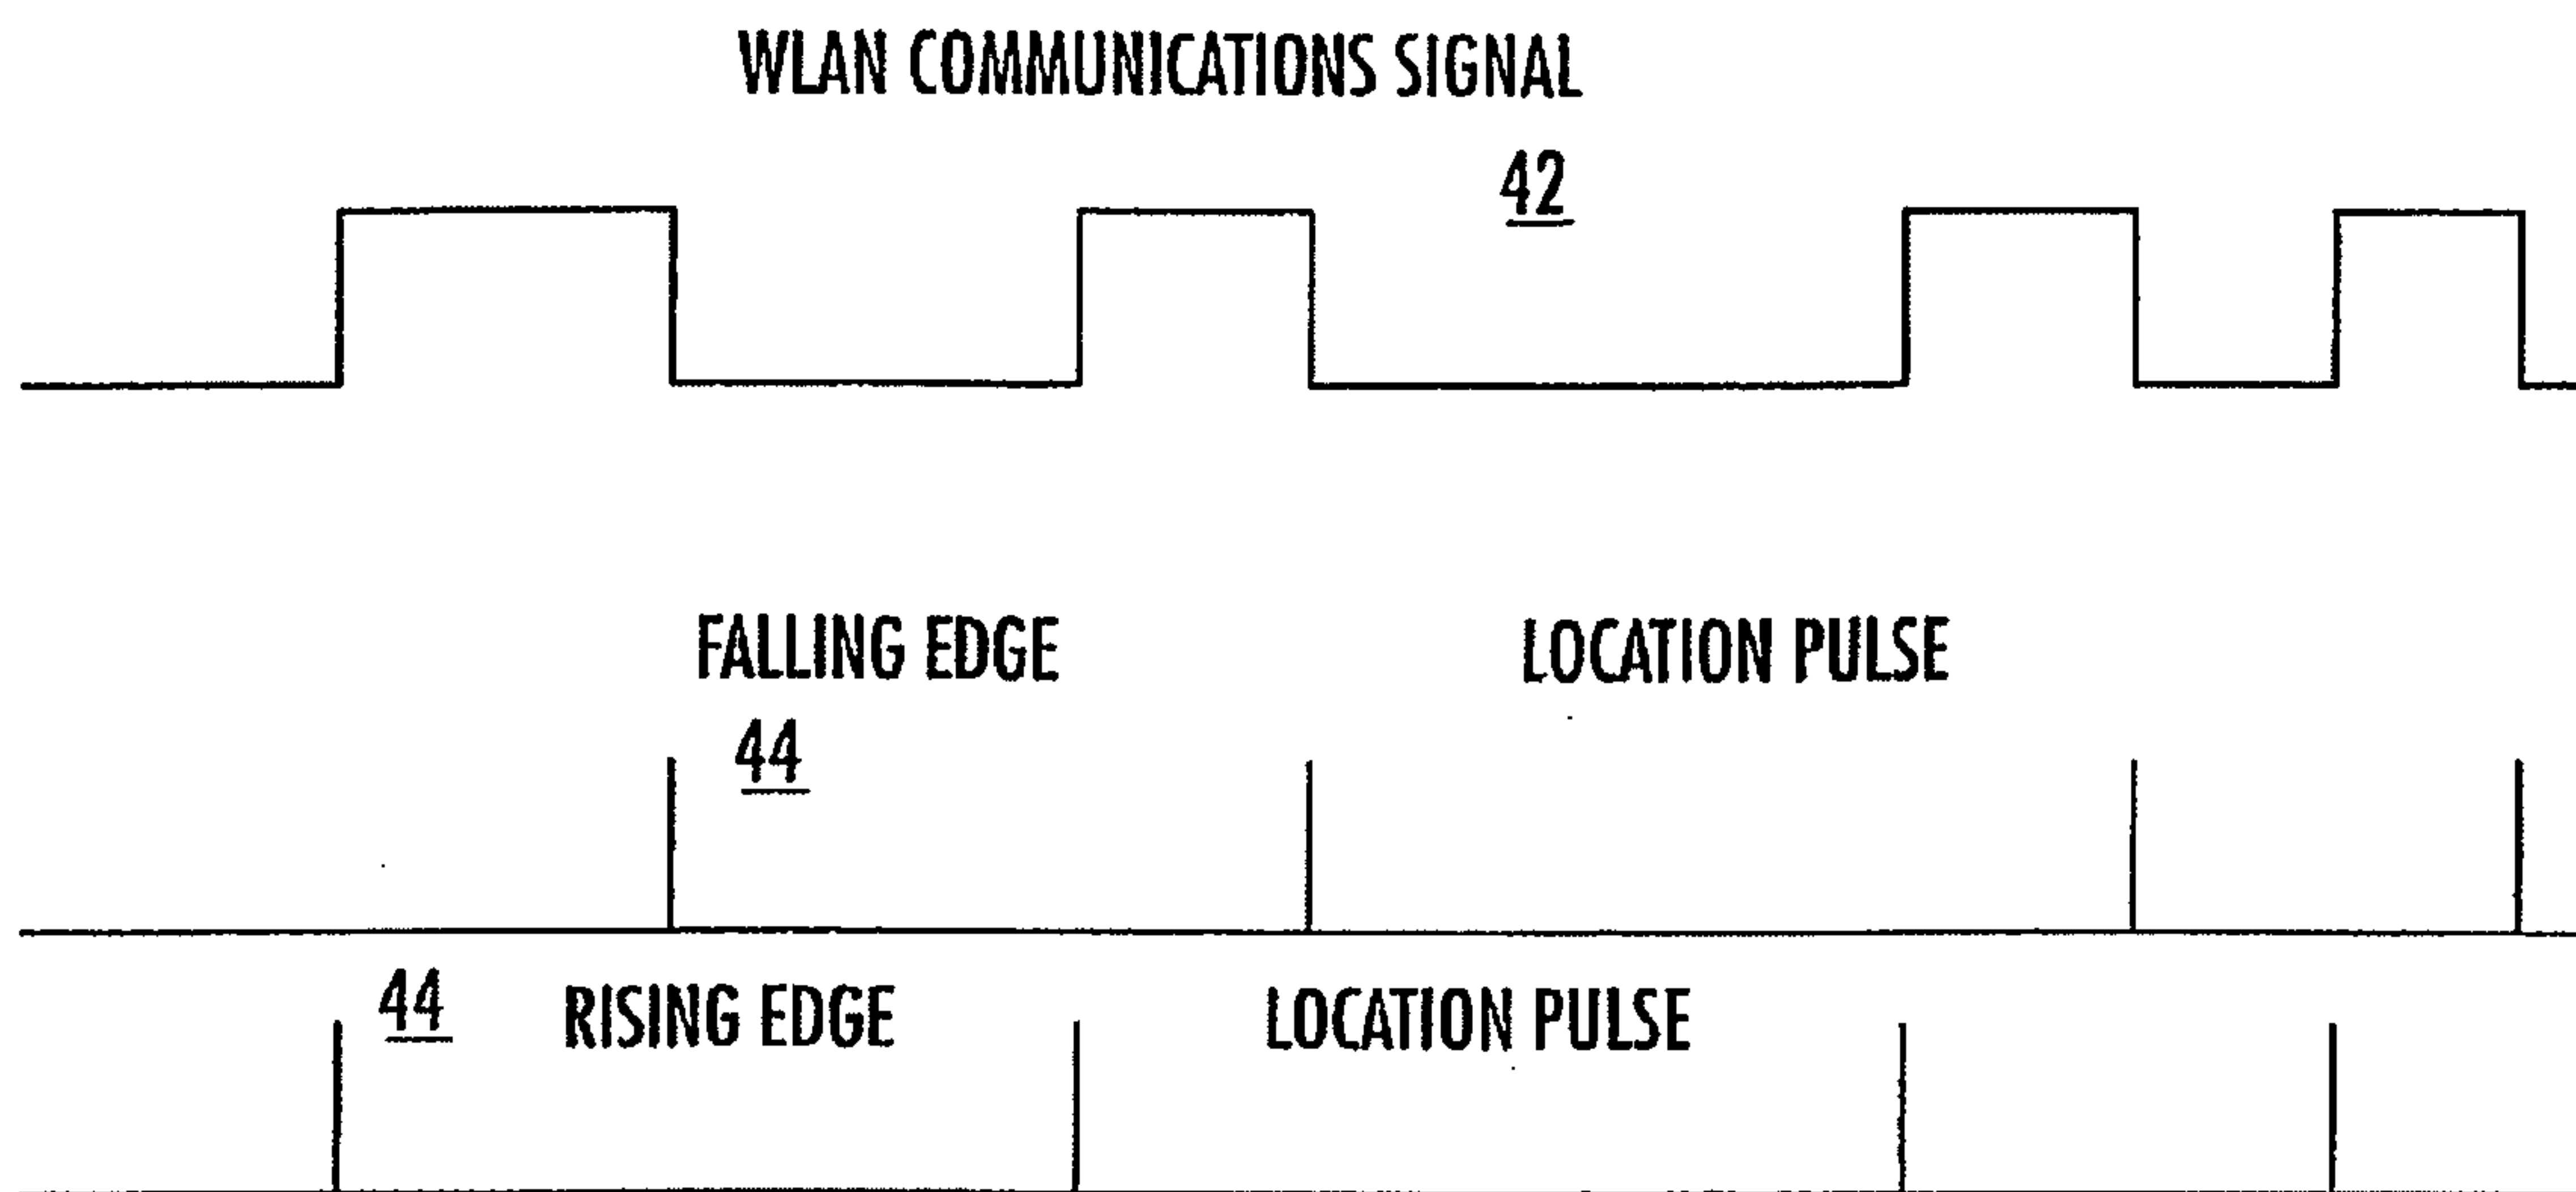 WLAN COMMUNICATIONS SIGNAL
42
FALLING EDGE LOCATION PULSE
44
44
RISING EDGE LOCATION PULSE